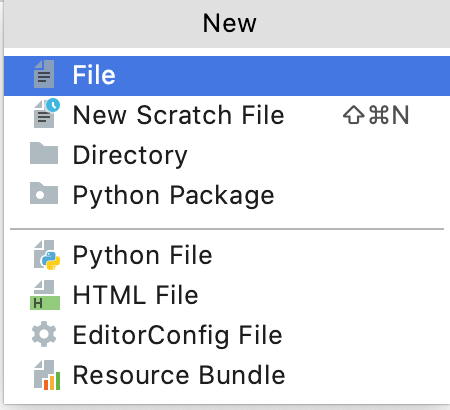 New
File
New Scratch File ⇧⌘N
Directory
Python Package
Python File
H HTML File
EditorConfig File
Resource Bundle